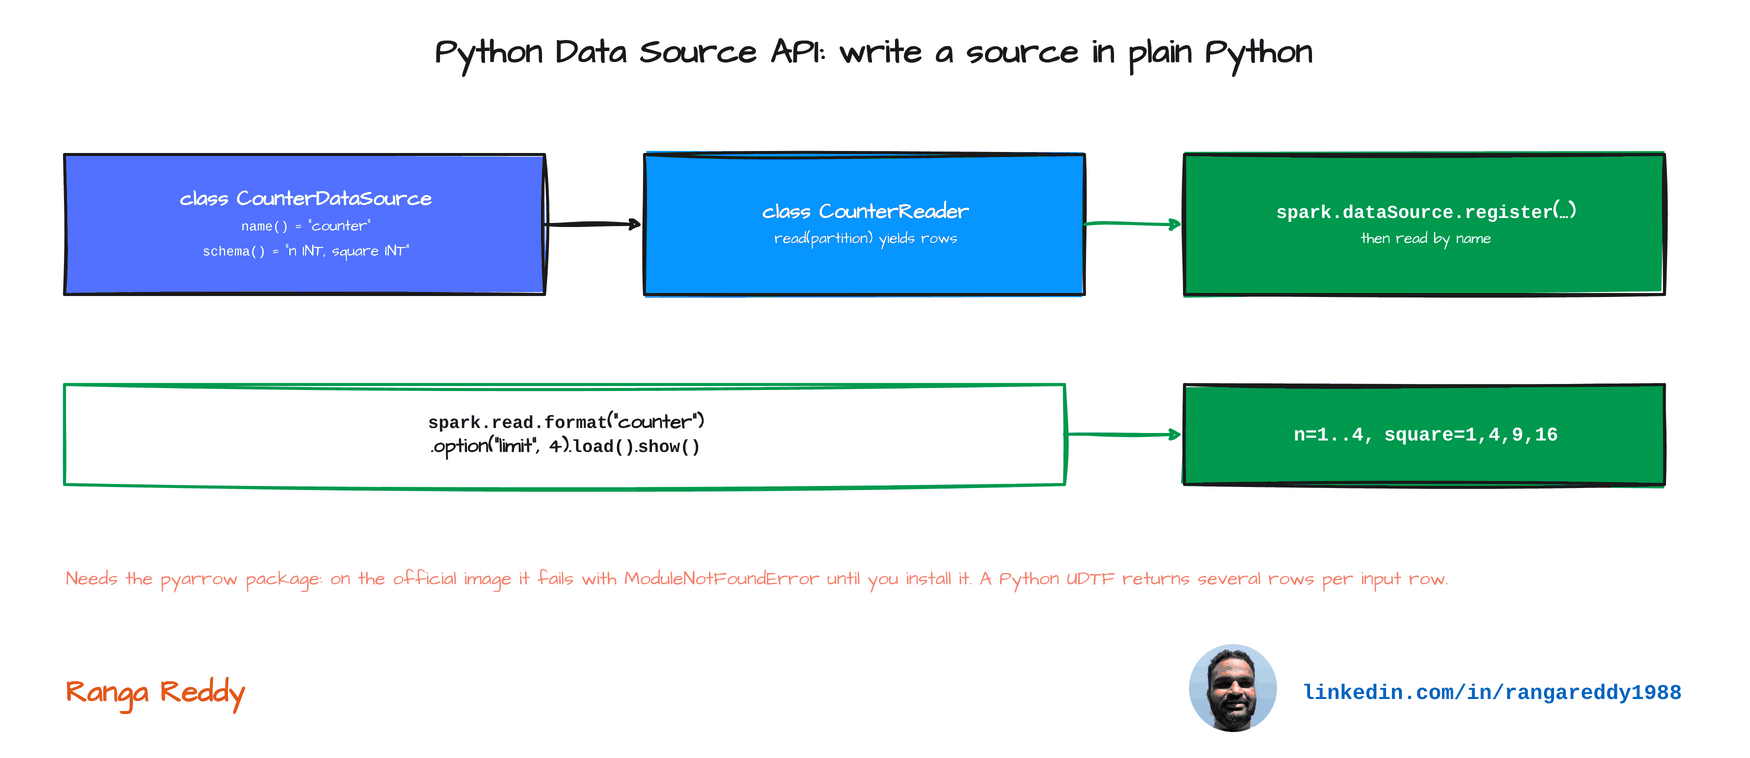 Python Data Source API: write a source in plain Python
class CounterDataSource
name() = "counter"
schema() = "n INT, square INT"
class CounterReader
read(partition) yields rows
spark.dataSource.register(…)
then read by name
spark.read.format("counter")
.option("limit", 4).load().show()
n=1..4, square=1,4,9,16
Needs the pyarrow package: on the official image it fails with ModuleNotFoundError until you install it. A Python UDTF returns several rows per input row.
Ranga Reddy
linkedin.com/in/rangareddy1988